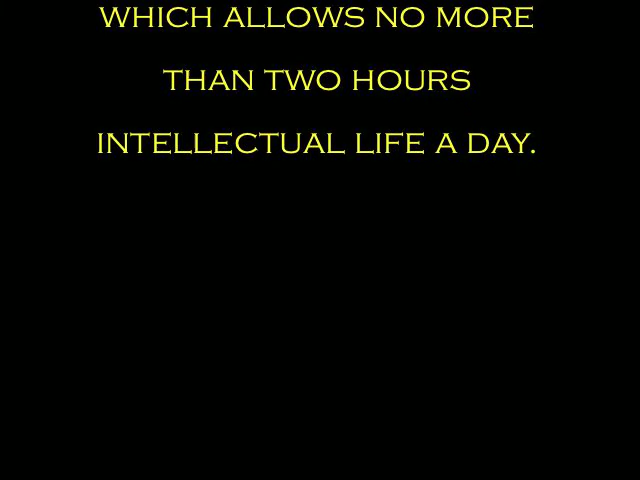 WHICH ALLOWS NO MORE
THAN TWO HOURS
INTELLECTUAL LIFE A DAY.